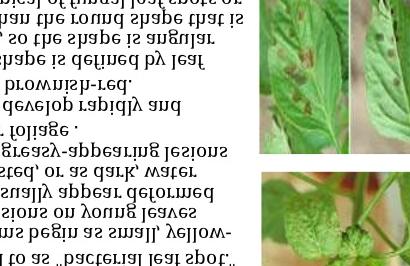 d to as "bacterial leaf spot."
ms begin as small, yellow-
sions on young leaves
sually appear deformed
sted, or as dark, water
greasy-appearing lesions
r foliage .
develop rapidly and
brownish-red.
shape is defined by leaf
, so the shape is angular
han the round shape that is
pical of fungal leaf spots or